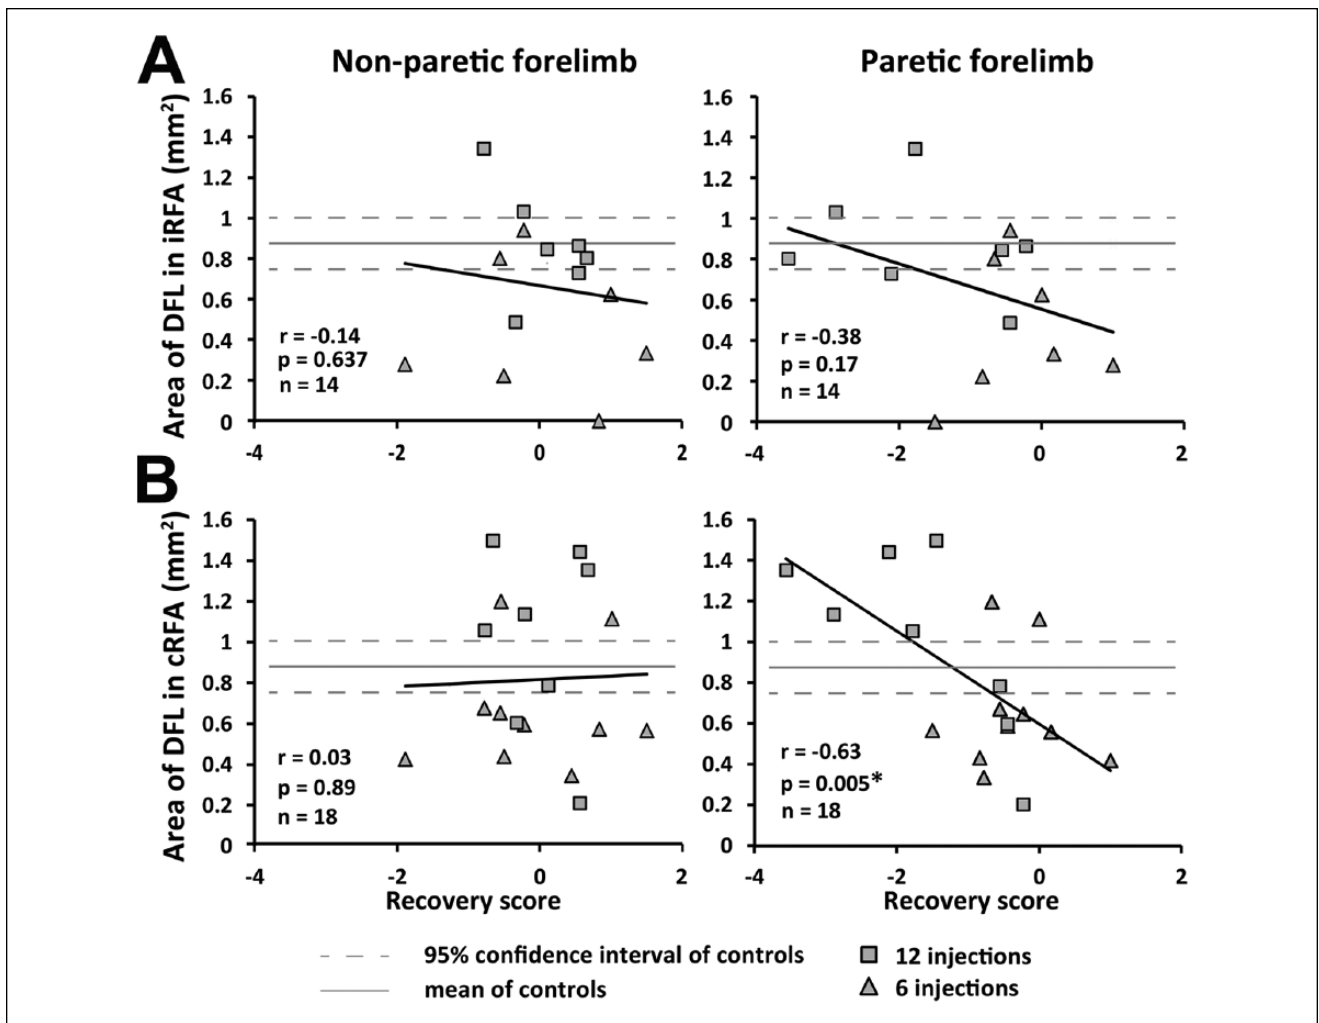 A
Non-paretic forelimb
Paretic forelimb
Area of DFL in iRFA (mm²)
1.6
1.4
1.2
1
0.8
0.6
0.4
0.2
0
-4
-2
0
2
r = -0.14
p = 0.637
n = 14
1.6
1.4
1.2
1
0.8
0.6
0.4
0.2
0
-4
-2
0
2
r = -0.38
p = 0.17
n = 14
B
Area of DFL in cRFA (mm²)
1.6
1.4
1.2
1
0.8
0.6
0.4
0.2
0
-4
-2
0
2
r = 0.03
p = 0.89
n = 18
Recovery score
1.6
1.4
1.2
1
0.8
0.6
0.4
0.2
0
-4
-2
0
2
r = -0.63
p = 0.005*
n = 18
Recovery score
95% confidence interval of controls
mean of controls
12 injections
6 injections